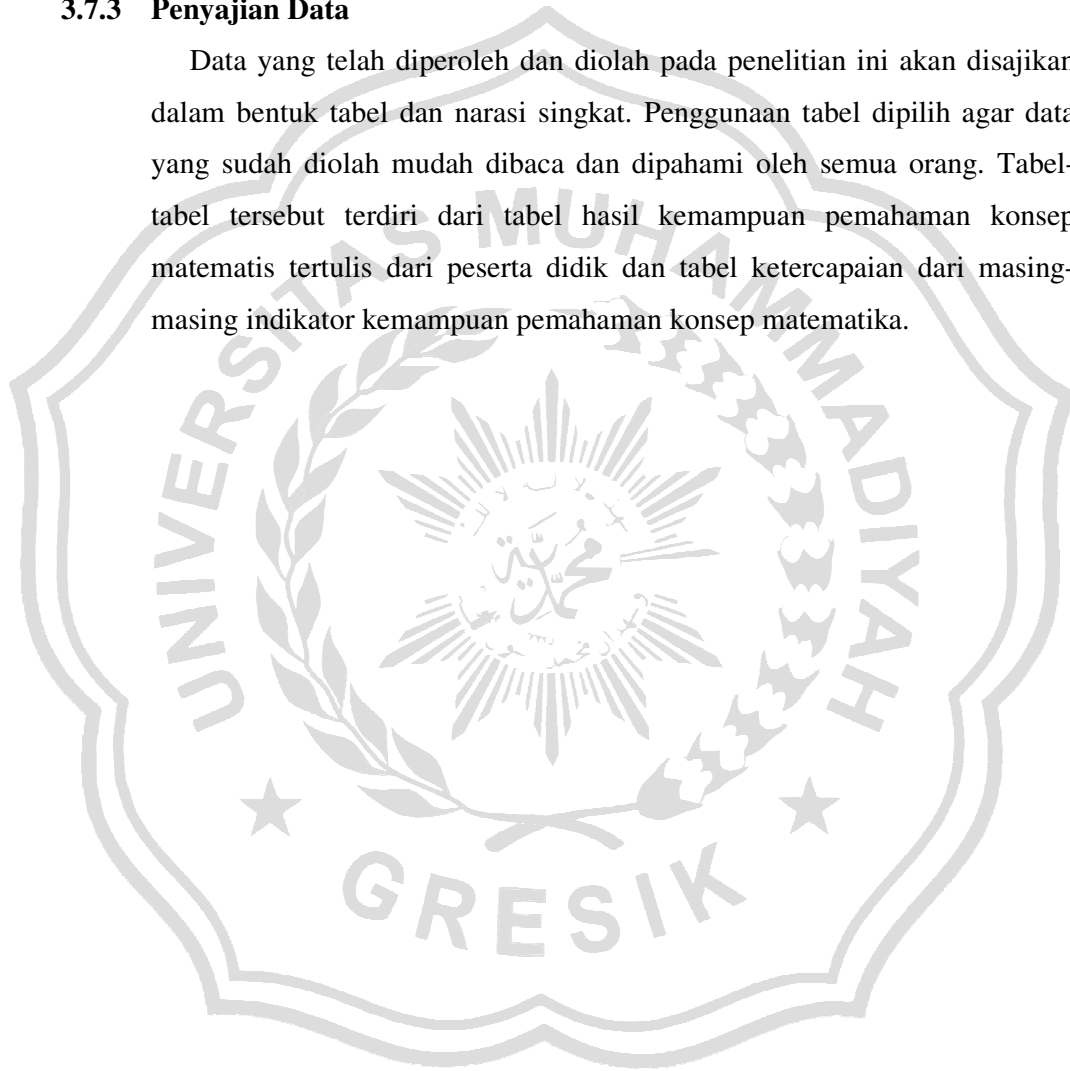 3.7.3 Penyajian Data
Data yang telah diperoleh dan diolah pada penelitian ini akan disajikan
dalam bentuk tabel dan narasi singkat. Penggunaan tabel dipilih agar data
yang sudah diolah mudah dibaca dan dipahami oleh semua orang. Tabel-
tabel tersebut terdiri dari tabel hasil kemampuan pemahaman konsep
matematis tertulis dari peserta didik dan tabel ketercapaian dari masing-
masing indikator kemampuan pemahaman konsep matematika.
UNIVERSITAS MUHAMMADIYAH
محمد
GRESIK